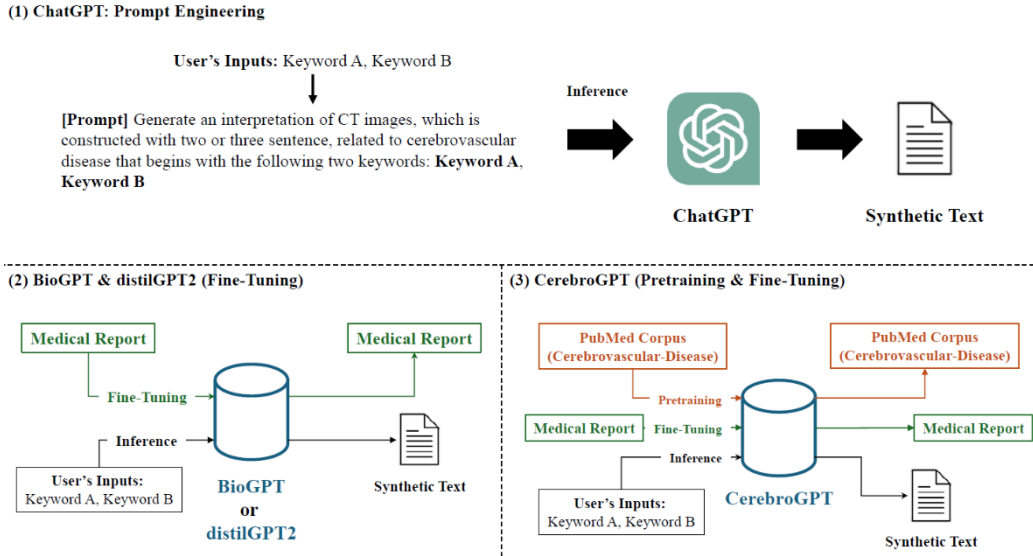 (1) ChatGPT: Prompt Engineering
User's Inputs: Keyword A, Keyword B
[Prompt] Generate an interpretation of CT images, which is
constructed with two or three sentence, related to cerebrovascular
disease that begins with the following two keywords: Keyword A,
Keyword B
Inference
ChatGPT
Synthetic Text
(2) BioGPT & distilGPT2 (Fine-Tuning)
Medical Report
Medical Report
Fine-Tuning
Inference
User's Inputs:
Keyword A, Keyword B
BioGPT
or
distilGPT2
Synthetic Text
(3) CerebroGPT (Pretraining & Fine-Tuning)
PubMed Corpus
(Cerebrovascular-Disease)
PubMed Corpus
(Cerebrovascular-Disease)
Pretraining
Medical Report
Fine-Tuning
Medical Report
Inference
User's Inputs:
Keyword A, Keyword B
CerebroGPT
Synthetic Text